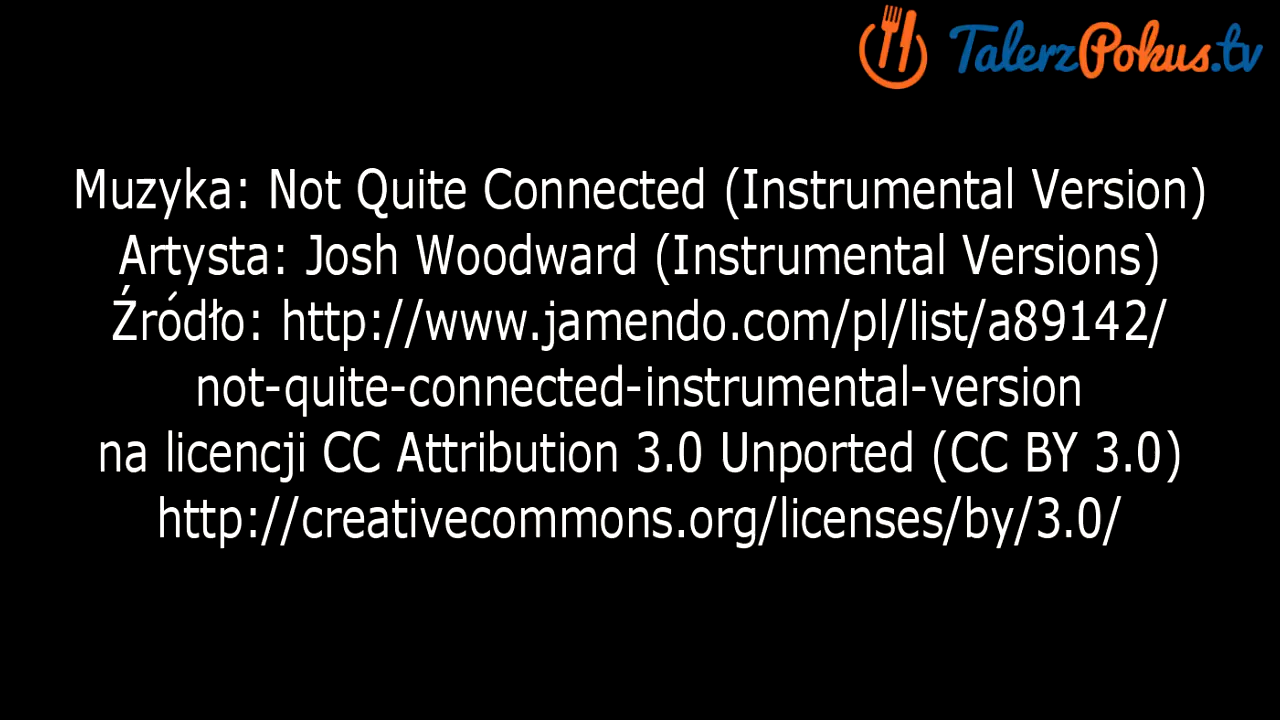 TalerzPokus.tv
Muzyka: Not Quite Connected (Instrumental Version)
Artysta: Josh Woodward (Instrumental Versions)
Źródło: http://www.jamendo.com/pl/list/a89142/
not-quite-connected-instrumental-version
na licencji CC Attribution 3.0 Unported (CC BY 3.0)
http://creativecommons.org/licenses/by/3.0/